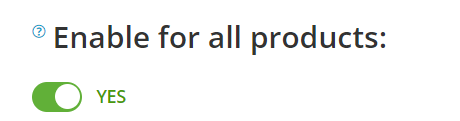 ? Enable for all products:
YES